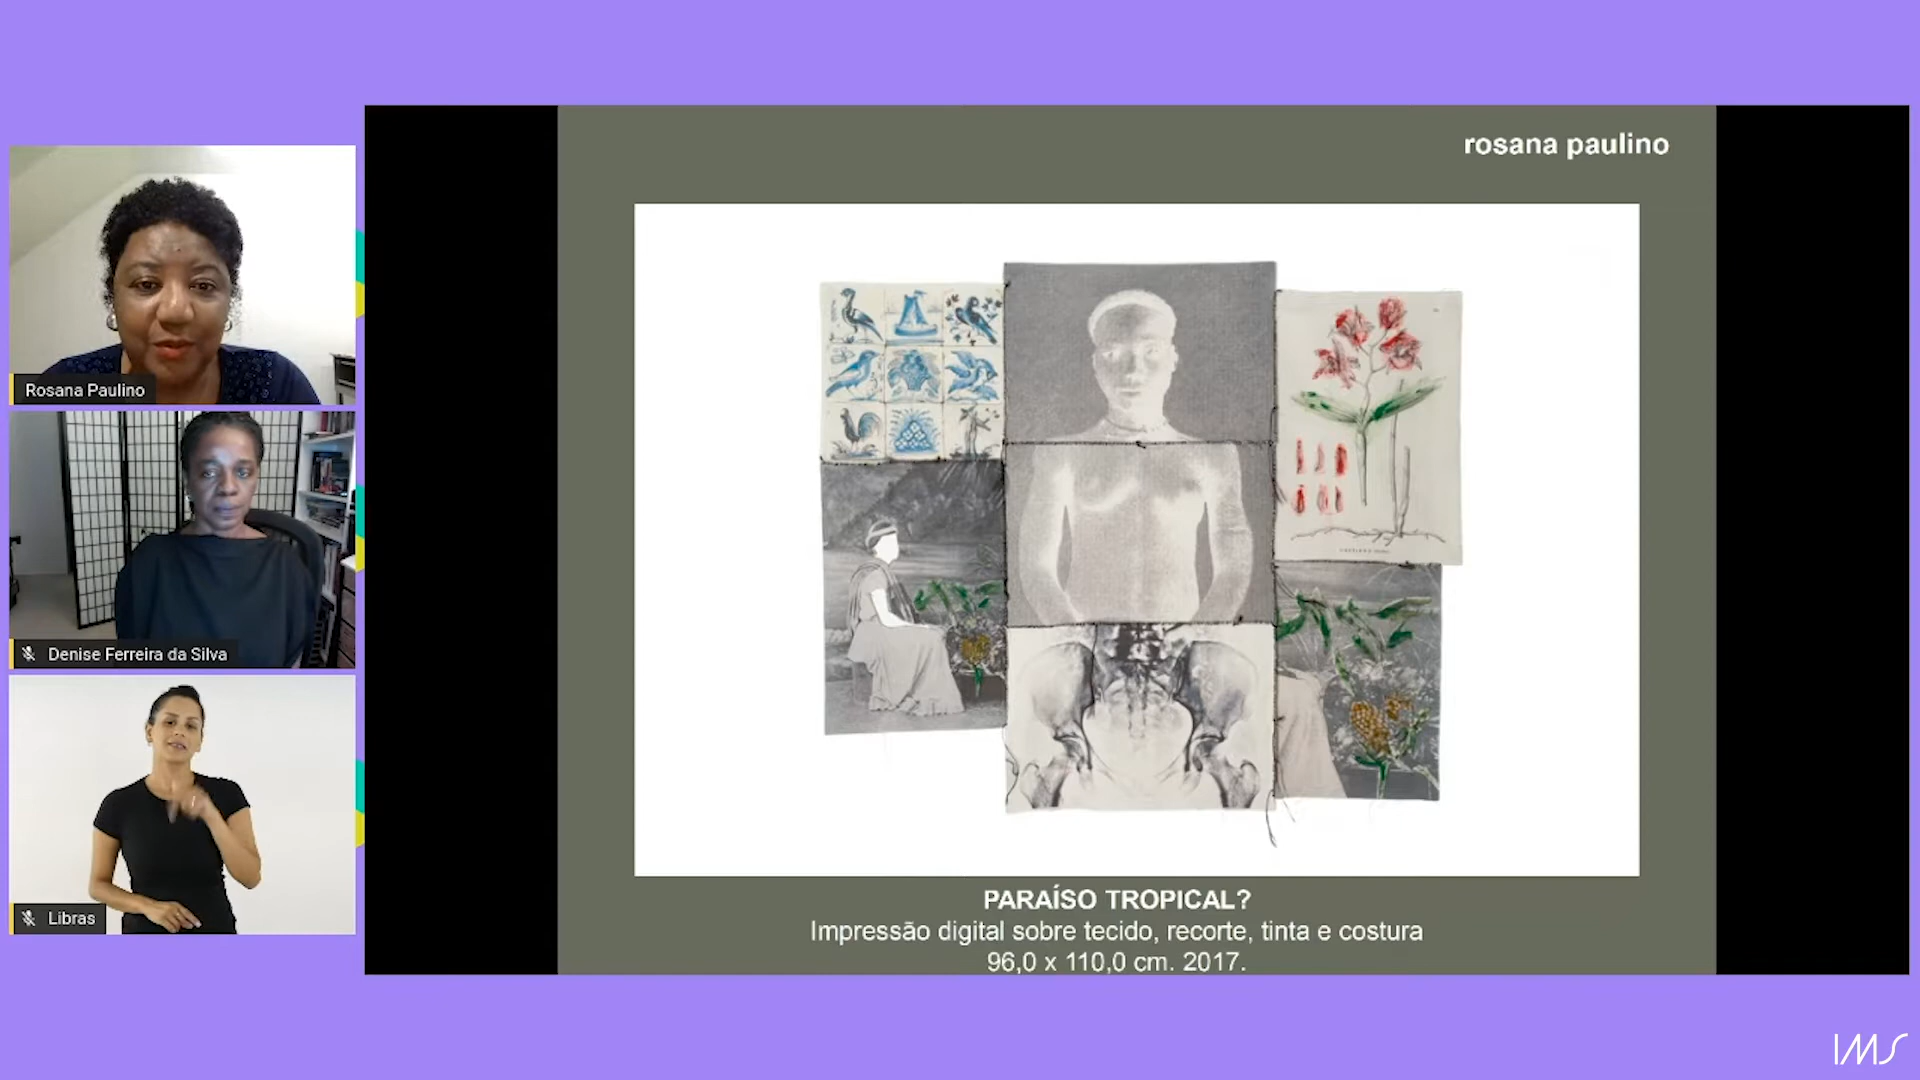 rosana paulino
Rosana Paulino
Denise Ferreira da Silva
Libras
PARAÍSO TROPICAL?
Impressão digital sobre tecido, recorte, tinta e costura
96,0 x 110,0 cm. 2017.
IMS